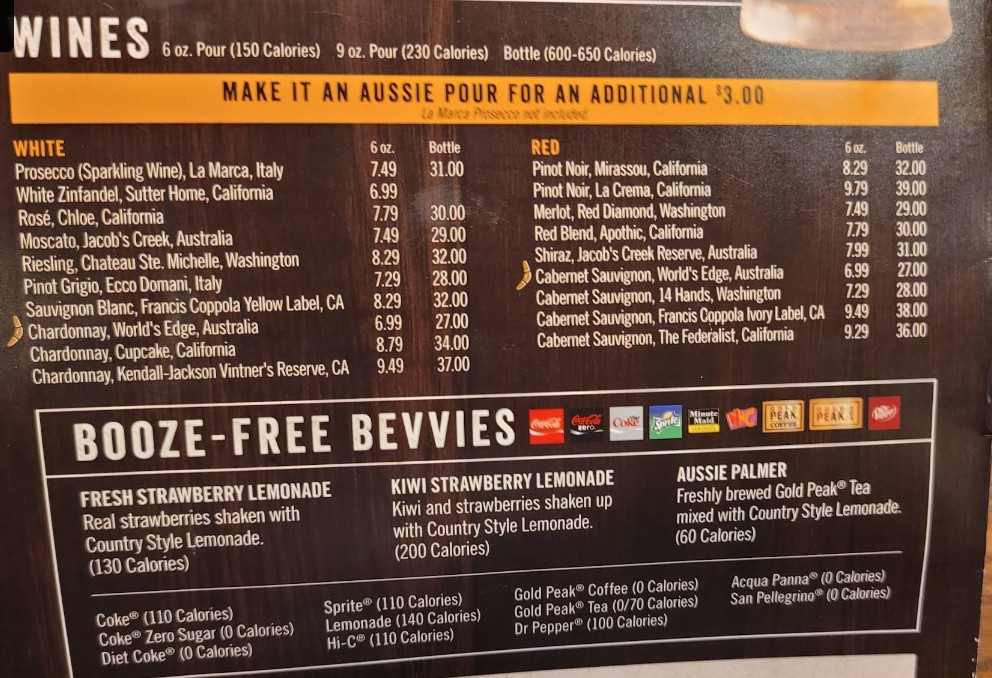 WINES 6 oz. Pour (150 Calories) 9 oz. Pour (230 Calories) Bottle (600-650 Calories)
MAKE IT AN AUSSIE POUR FOR AN ADDITIONAL $3.00
La Marca Prosecco not included.
WHITE 6 oz. Bottle
Prosecco (Sparkling Wine), La Marca, Italy 7.49 31.00
White Zinfandel, Sutter Home, California 6.99
Rosé, Chloe, California 7.79 30.00
Moscato, Jacob's Creek, Australia 7.49 29.00
Riesling, Chateau Ste. Michelle, Washington 8.29 32.00
Pinot Grigio, Ecco Domani, Italy 7.29 28.00
Sauvignon Blanc, Francis Coppola Yellow Label, CA 8.29 32.00
Chardonnay, World's Edge, Australia 6.99 27.00
Chardonnay, Cupcake, California 8.79 34.00
Chardonnay, Kendall-Jackson Vintner's Reserve, CA 9.49 37.00
RED 6 oz. Bottle
Pinot Noir, Mirassou, California 8.29 32.00
Pinot Noir, La Crema, California 9.79 39.00
Merlot, Red Diamond, Washington 7.49 29.00
Red Blend, Apothic, California 7.79 30.00
Shiraz, Jacob's Creek Reserve, Australia 7.99 31.00
Cabernet Sauvignon, World's Edge, Australia 6.99 27.00
Cabernet Sauvignon, 14 Hands, Washington 7.29 28.00
Cabernet Sauvignon, Francis Coppola Ivory Label, CA 9.49 38.00
Cabernet Sauvignon, The Federalist, California 9.29 36.00
BOOZE-FREE BEVVIES
Coca-Cola
Coca-Cola zero
Coke
Sprite
Minute Maid
PEAK COFFEE
PEAK
FRESH STRAWBERRY LEMONADE
Real strawberries shaken with
Country Style Lemonade.
(130 Calories)
KIWI STRAWBERRY LEMONADE
Kiwi and strawberries shaken up
with Country Style Lemonade.
(200 Calories)
AUSSIE PALMER
Freshly brewed Gold Peak® Tea
mixed with Country Style Lemonade.
(60 Calories)
Coke® (110 Calories)
Coke® Zero Sugar (0 Calories)
Diet Coke® (0 Calories)
Sprite® (110 Calories)
Lemonade (140 Calories)
Hi-C® (110 Calories)
Gold Peak® Coffee (0 Calories)
Gold Peak® Tea (0/70 Calories)
Dr Pepper® (100 Calories)
Acqua Panna® (0 Calories)
San Pellegrino® (0 Calories)